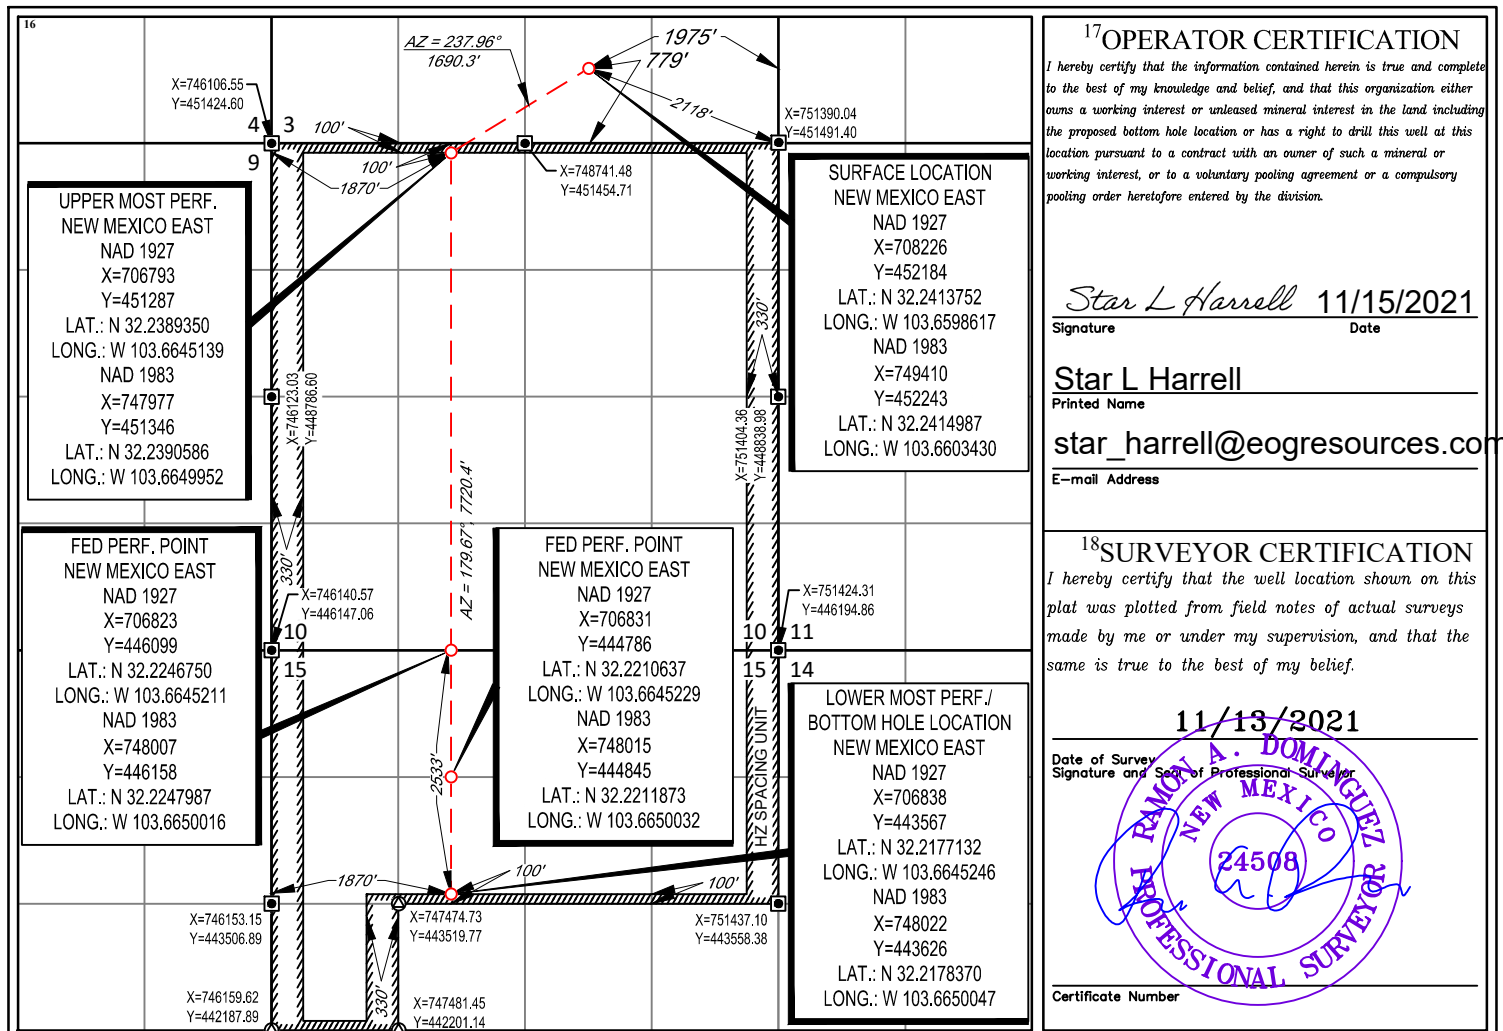 16
AZ = 237.96°
1690.3'
1975'
779'
2118'
X=746106.55
Y=451424.60
X=751390.04
Y=451491.40
4 3
9
100'
100'
1870'
X=748741.48
Y=451454.71
UPPER MOST PERF.
NEW MEXICO EAST
NAD 1927
X=706793
Y=451287
LAT.: N 32.2389350
LONG.: W 103.6645139
NAD 1983
X=747977
Y=451346
LAT.: N 32.2390586
LONG.: W 103.6649952
SURFACE LOCATION
NEW MEXICO EAST
NAD 1927
X=708226
Y=452184
LAT.: N 32.2413752
LONG.: W 103.6598617
NAD 1983
X=749410
Y=452243
LAT.: N 32.2414987
LONG.: W 103.6603430
330'
X=746123.03
Y=448786.60
X=751404.36
Y=448838.98
AZ = 179.67°, 7720.4'
FED PERF. POINT
NEW MEXICO EAST
NAD 1927
X=706823
Y=446099
LAT.: N 32.2246750
LONG.: W 103.6645211
NAD 1983
X=748007
Y=446158
LAT.: N 32.2247987
LONG.: W 103.6650016
330'
X=746140.57
Y=446147.06
10
15
FED PERF. POINT
NEW MEXICO EAST
NAD 1927
X=706831
Y=444786
LAT.: N 32.2210637
LONG.: W 103.6645229
NAD 1983
X=748015
Y=444845
LAT.: N 32.2211873
LONG.: W 103.6650032
X=751424.31
Y=446194.86
10 11
15 14
2533'
HZ SPACING UNIT
LOWER MOST PERF./
BOTTOM HOLE LOCATION
NEW MEXICO EAST
NAD 1927
X=706838
Y=443567
LAT.: N 32.2177132
LONG.: W 103.6645246
NAD 1983
X=748022
Y=443626
LAT.: N 32.2178370
LONG.: W 103.6650047
1870'
100'
100'
X=746153.15
Y=443506.89
X=747474.73
Y=443519.77
X=751437.10
Y=443558.38
330'
X=746159.62
Y=442187.89
X=747481.45
Y=442201.14
17OPERATOR CERTIFICATION
I hereby certify that the information contained herein is true and complete
to the best of my knowledge and belief, and that this organization either
owns a working interest or unleased mineral interest in the land including
the proposed bottom hole location or has a right to drill this well at this
location pursuant to a contract with an owner of such a mineral or
working interest, or to a voluntary pooling agreement or a compulsory
pooling order heretofore entered by the division.
Star L Harrell 11/15/2021
Signature Date
Star L Harrell
Printed Name
star_harrell@eogresources.com
E-mail Address
18SURVEYOR CERTIFICATION
I hereby certify that the well location shown on this
plat was plotted from field notes of actual surveys
made by me or under my supervision, and that the
same is true to the best of my belief.
11/13/2021
Date of Survey
Signature and Seal of Professional Surveyor
RAMON A. DOMINGUEZ
NEW MEXICO
24508
PROFESSIONAL SURVEYOR
Certificate Number